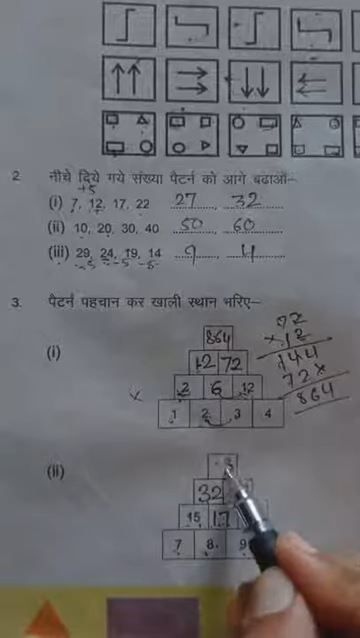 2. नीचे दिये गये संख्या पैटर्न को आगे बढाओ–
+5
(i) 7, 12, 17, 22 27 32
(ii) 10, 20, 30, 40 50 60
(iii) 29, 24, 19, 14 9 4
-5 -5 -5
3. पैटर्न पहचान कर खाली स्थान भरिए–
(i)
864
12 72
2 6 12
1 2 3 4
×
72
×12
144
72×
864
(ii)
32
15 17
7 8 9